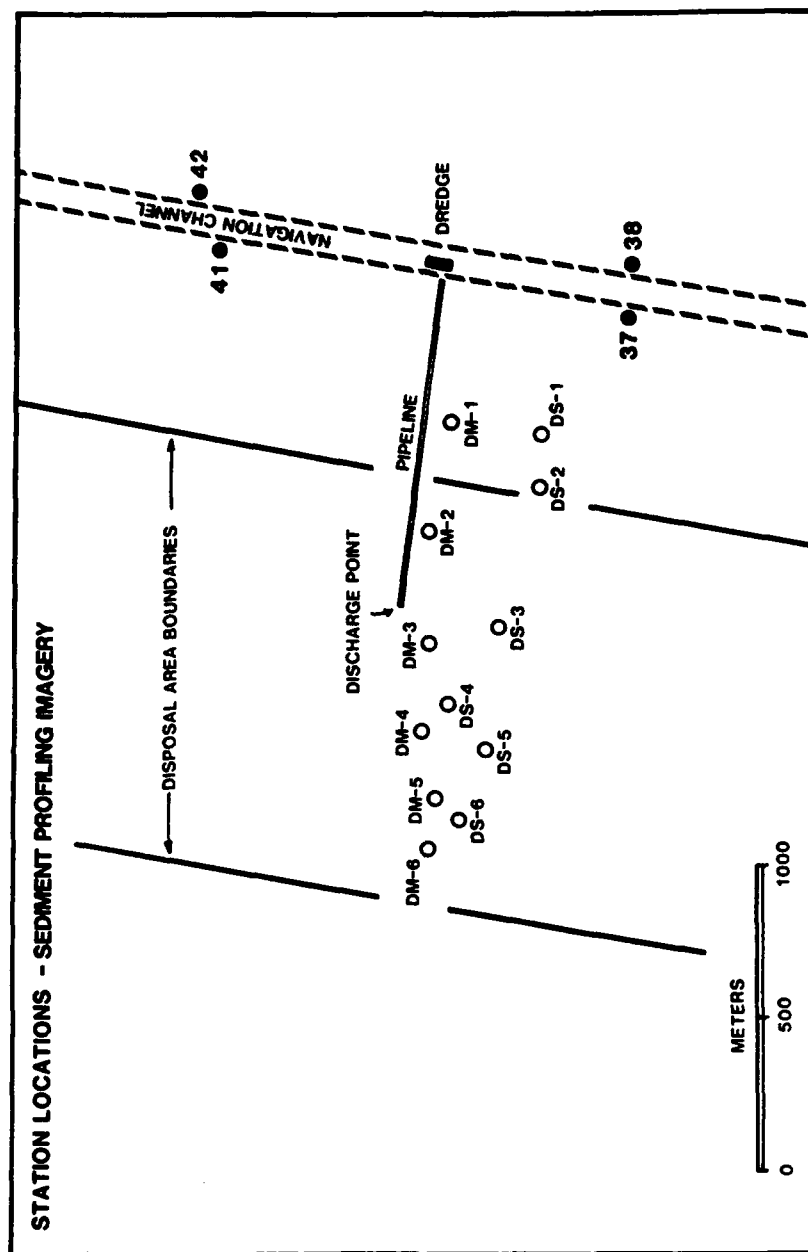 STATION LOCATIONS - SEDIMENT PROFILING IMAGERY
DISPOSAL AREA BOUNDARIES
NAVIGATION CHANNEL
41
42
DISCHARGE POINT
PIPELINE
DREDGE
DM-6
DM-5
DM-4
DM-3
DM-2
DM-1
DS-6
DS-5
DS-4
DS-3
DS-2
DS-1
37
38
METERS
0 500 1000